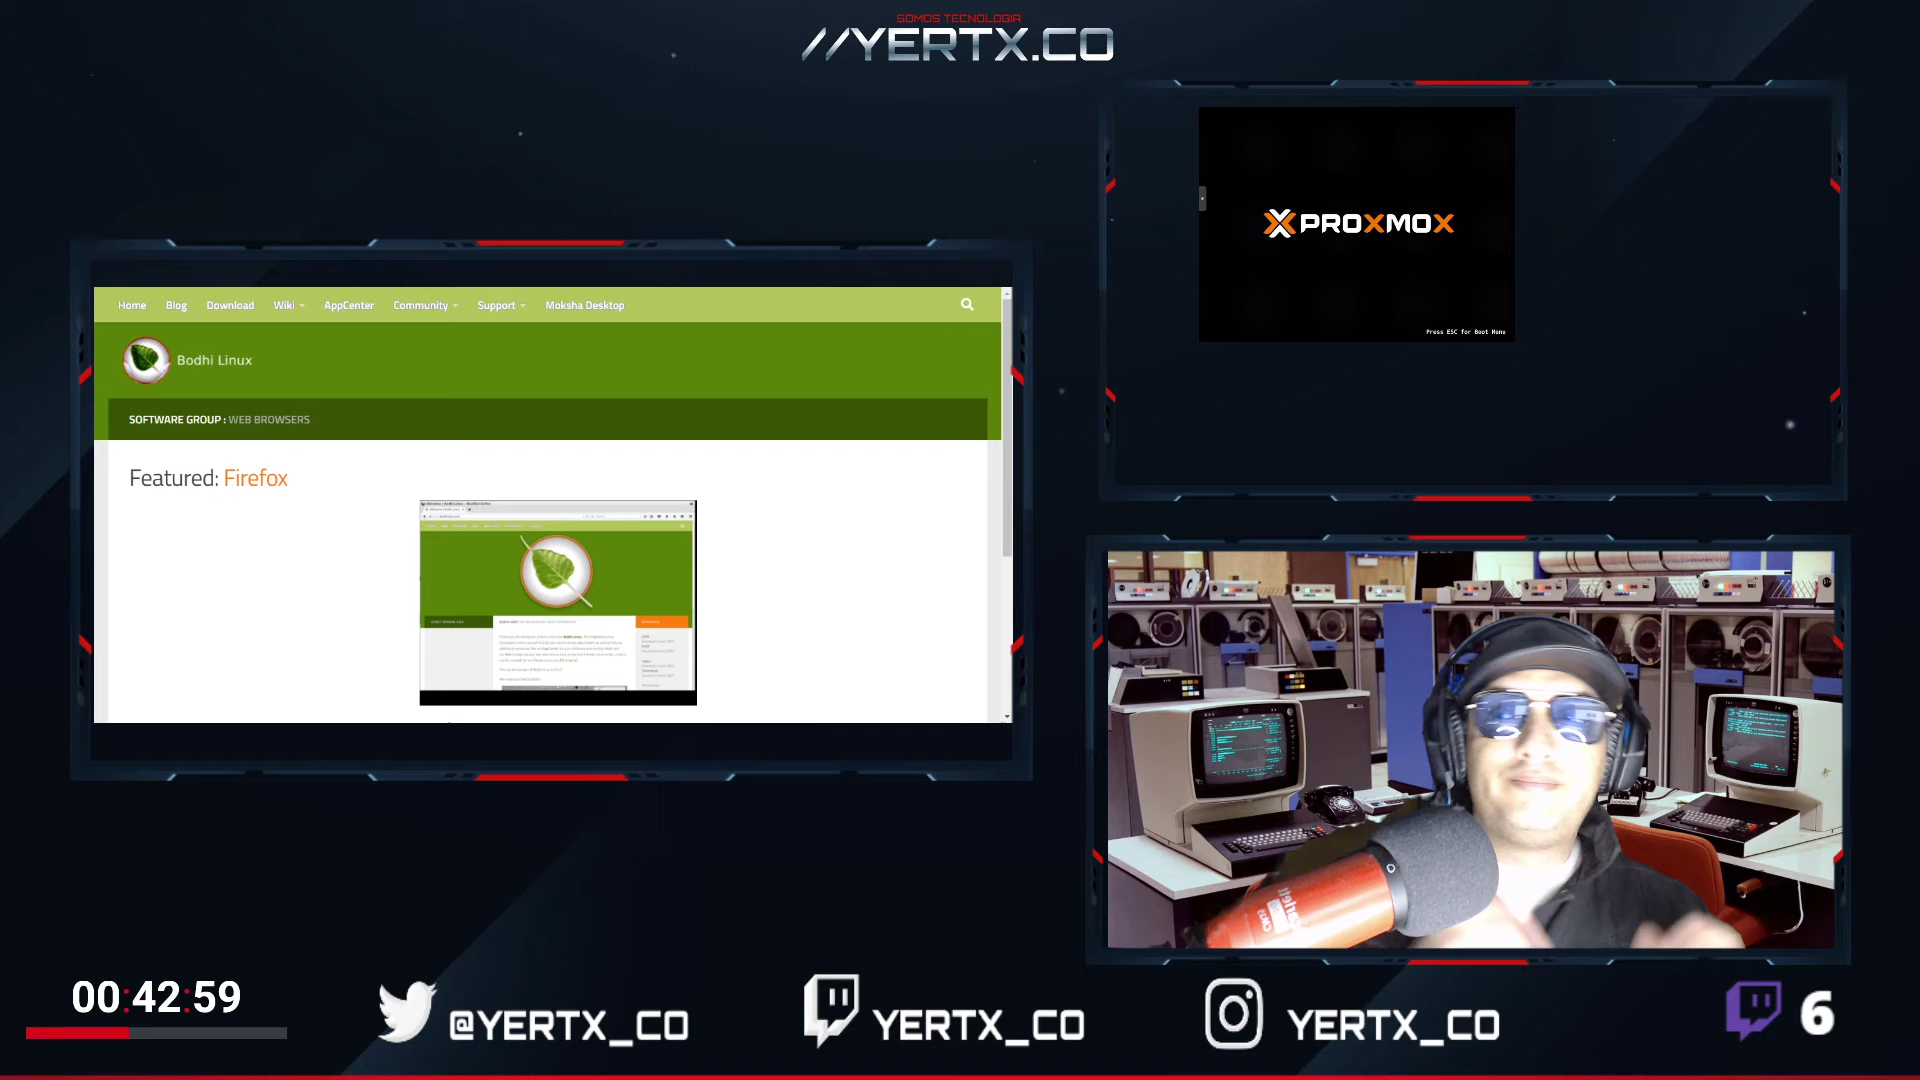 SOMOS TECNOLOGIA
//YERTX.CO
Home Blog Download Wiki AppCenter Community Support Moksha Desktop
Bodhi Linux
SOFTWARE GROUP : WEB BROWSERS
Featured: Firefox
PROXMOX
Press ESC for Boot Menu
00:42:59
@YERTX_CO
YERTX_CO
YERTX_CO
6